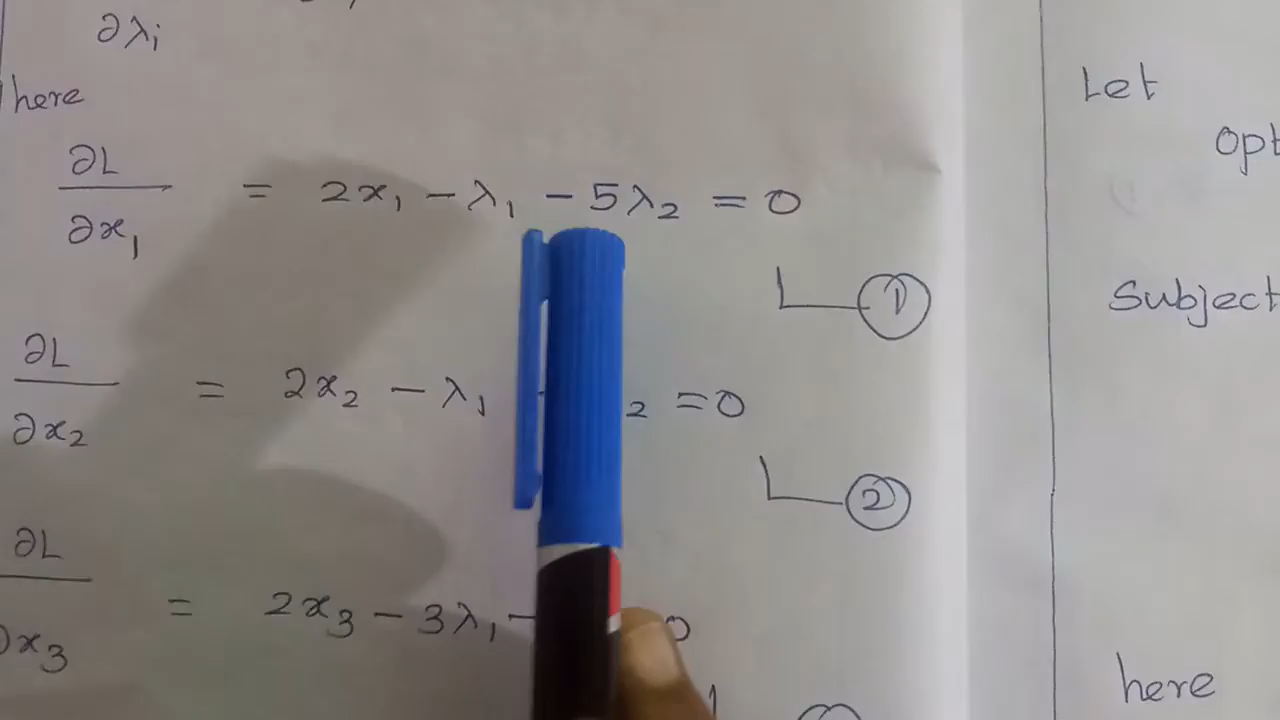 ∂λi
here
∂L/∂x₁ = 2x₁ - λ₁ - 5λ₂ = 0
①
∂L/∂x₂ = 2x₂ - λ₁ ₂ = 0
②
∂L/∂x₃ = 2x₃ - 3λ₁ - 0
Let
Opt
Subject
here